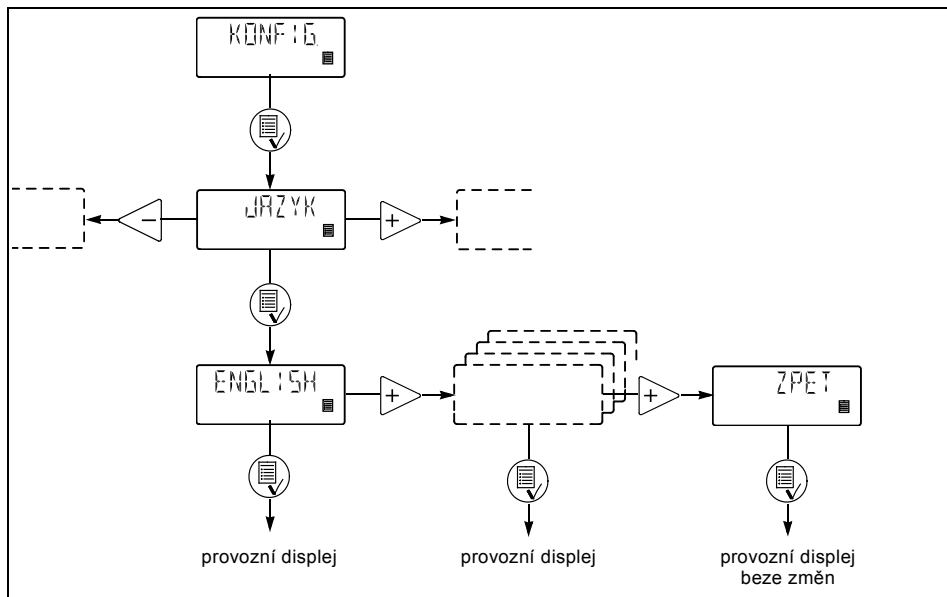 KONFIG.
JAZYK
ENGLISH
ZPET
provozní displej
provozní displej
provozní displej
beze změn